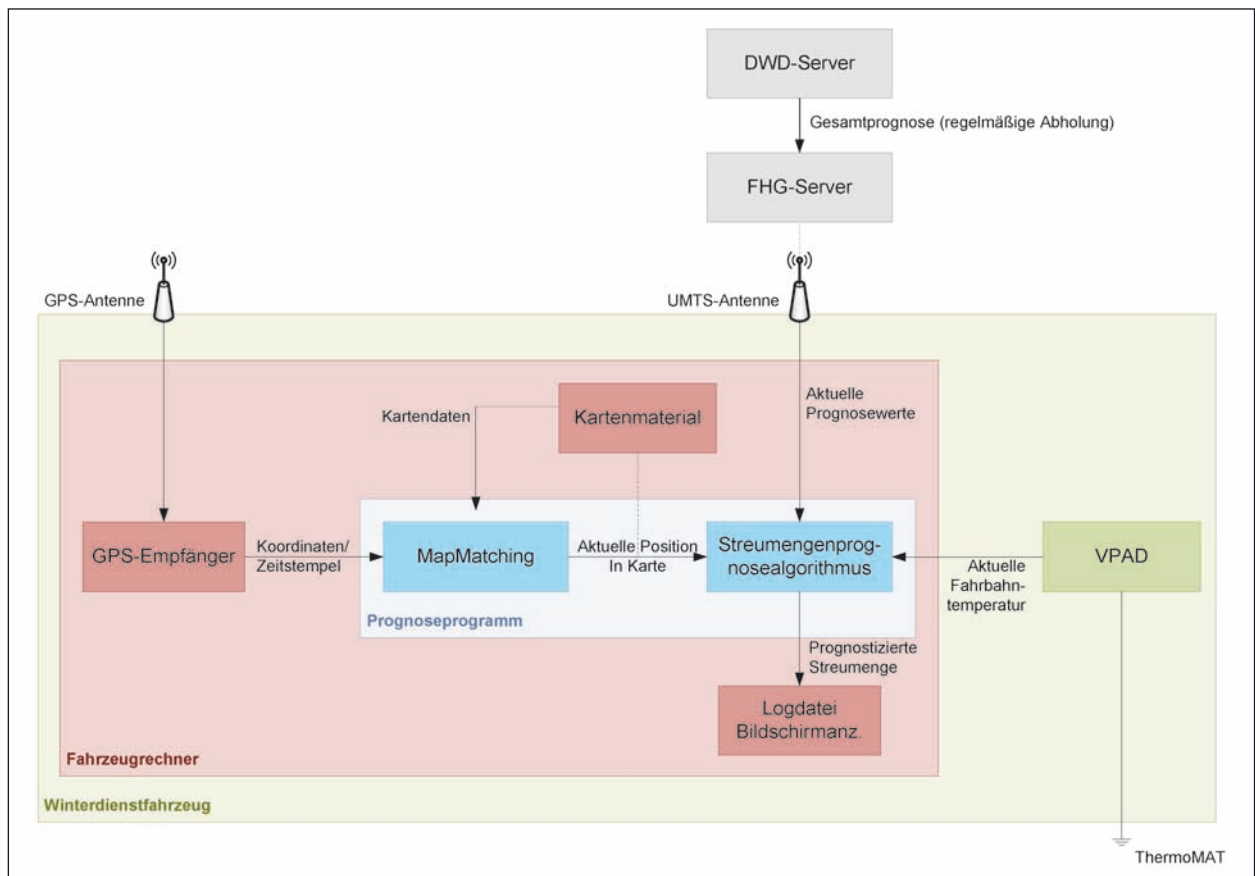 DWD-Server
Gesamtprognose (regelmäßige Abholung)
FHG-Server
GPS-Antenne
UMTS-Antenne
Kartendaten
Kartenmaterial
Aktuelle
Prognosewerte
GPS-Empfänger
Koordinaten/
Zeitstempel
MapMatching
Aktuelle Position
In Karte
Streumengenprog-
nosealgorithmus
Aktuelle
Fahrbahn-
temperatur
VPAD
Prognoseprogramm
Prognostizierte
Streumenge
Logdatei
Bildschirmanz.
Fahrzeugrechner
Winterdienstfahrzeug
ThermoMAT